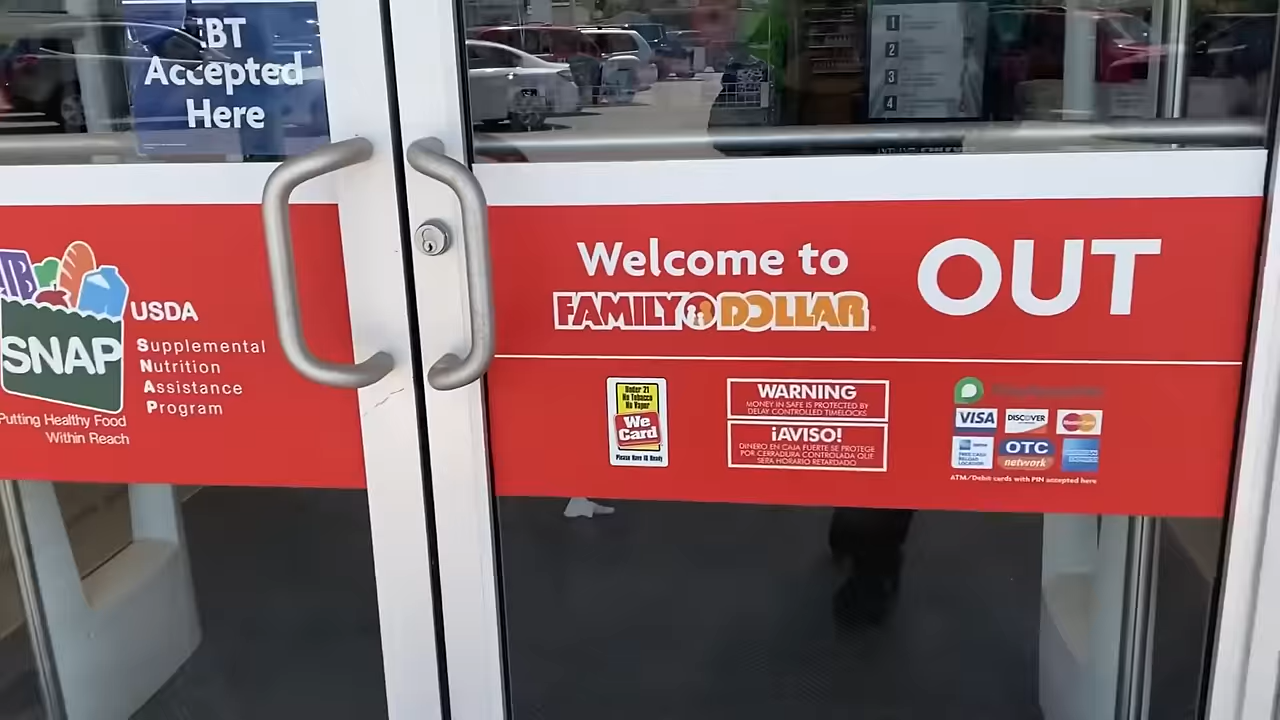 EBT
Accepted
Here
1
2
3
4
SNAP
USDA
Supplemental
Nutrition
Assistance
Program
Putting Healthy Food
Within Reach
Welcome to
FAMILY DOLLAR
OUT
Under 21
No Tobacco
No Vapor
We
Card
Please Have ID Ready
WARNING
MONEY IN SAFE IS PROTECTED BY
DELAY CONTROLLED TIMELOCKS
¡AVISO!
DINERO EN CAJA FUERTE SE PROTEGE
POR CERRADURA CONTROLADA QUE
SERA HORARIO RETARDADO
VISA
DISCOVER
OTC
network
ATM/Debit cards with PIN accepted here